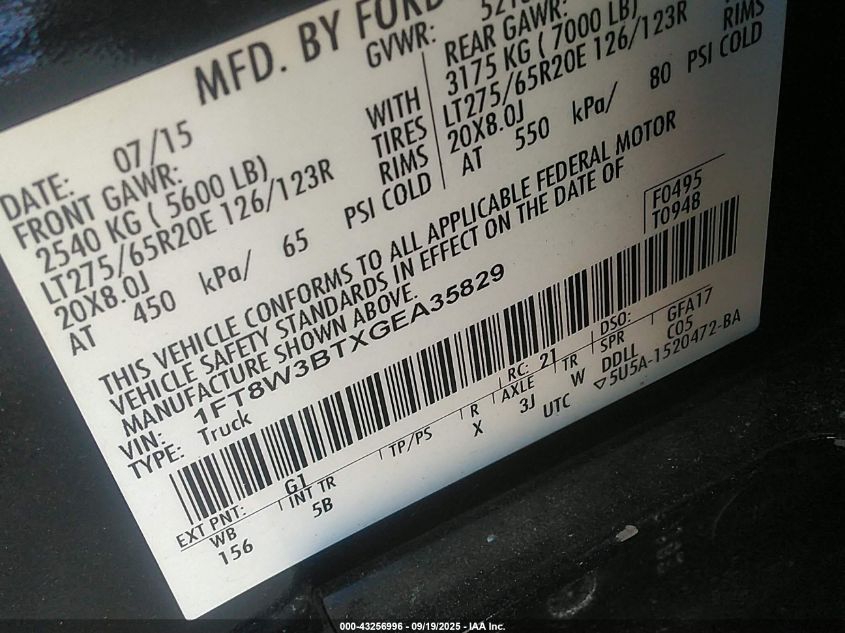 MFD. BY FORD
GVWR: 5210
DATE: 07/15
FRONT GAWR:
2540 KG ( 5600 LB)
LT275/65R20E 126/123R
20X8.0J
AT 450 kPa/ 65 PSI COLD
WITH
TIRES
RIMS
REAR GAWR:
3175 KG ( 7000 LB)
LT275/65R20E 126/123R
20X8.0J RIMS
AT 550 kPa/ 80 PSI COLD
THIS VEHICLE CONFORMS TO ALL APPLICABLE FEDERAL MOTOR
VEHICLE SAFETY STANDARDS IN EFFECT ON THE DATE OF
MANUFACTURE SHOWN ABOVE.
VIN: 1FT8W3BTXGEA35829
TYPE: Truck
F0495
T0948
EXT PNT: G1 RC: 21 DSO:
WB INT TR TP/PS R AXLE TR SPR GFA17
156 5B X 3J W DDLL C05
UTC ▽5U5A-1520472-BA
000-43256996 - 09/19/2025 - IAA Inc.